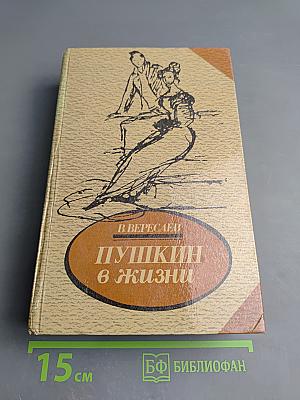 В. ВЕРЕСАЕВ
ПУШКИН
в жизни
15 см
БФ БИБЛИОФАН